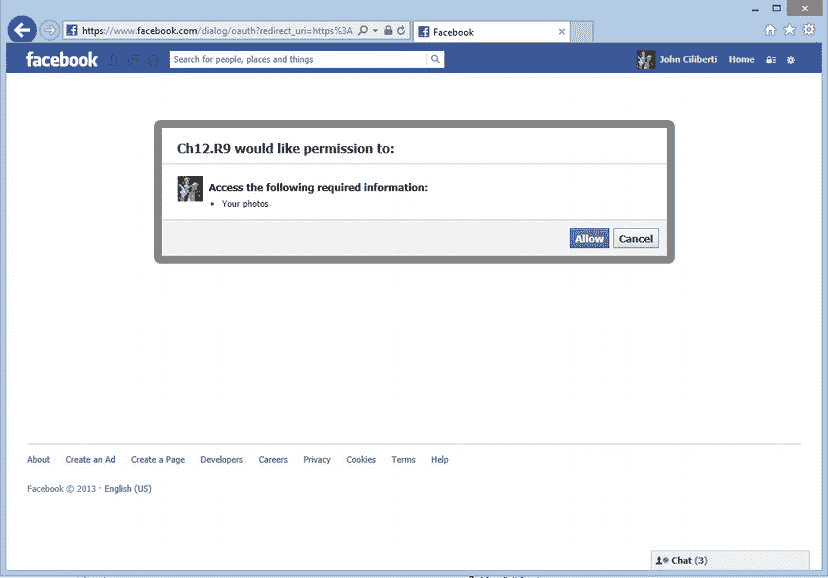 https://www.facebook.com/dialog/oauth?redirect_uri=https%3A
Facebook
facebook
Search for people, places and things
John Ciliberti Home
Ch12.R9 would like permission to:
Access the following required information:
• Your photos
Allow Cancel
About Create an Ad Create a Page Developers Careers Privacy Cookies Terms Help
Facebook © 2013 · English (US)
Chat (3)